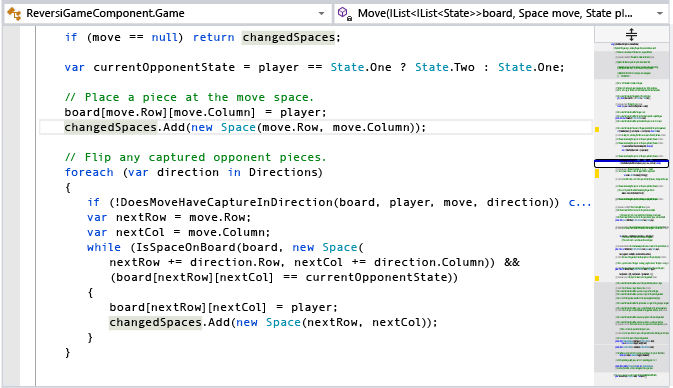 ReversiGameComponent.Game
Move(IList<IList<State>>board, Space move, State pl...
if (move == null) return changedSpaces;
var currentOpponentState = player == State.One ? State.Two : State.One;
// Place a piece at the move space.
board[move.Row][move.Column] = player;
changedSpaces.Add(new Space(move.Row, move.Column));
// Flip any captured opponent pieces.
foreach (var direction in Directions)
{
if (!DoesMoveHaveCaptureInDirection(board, player, move, direction)) c...
var nextRow = move.Row;
var nextCol = move.Column;
while (IsSpaceOnBoard(board, new Space(
nextRow += direction.Row, nextCol += direction.Column)) &&
(board[nextRow][nextCol] == currentOpponentState))
{
board[nextRow][nextCol] = player;
changedSpaces.Add(new Space(nextRow, nextCol));
}
}